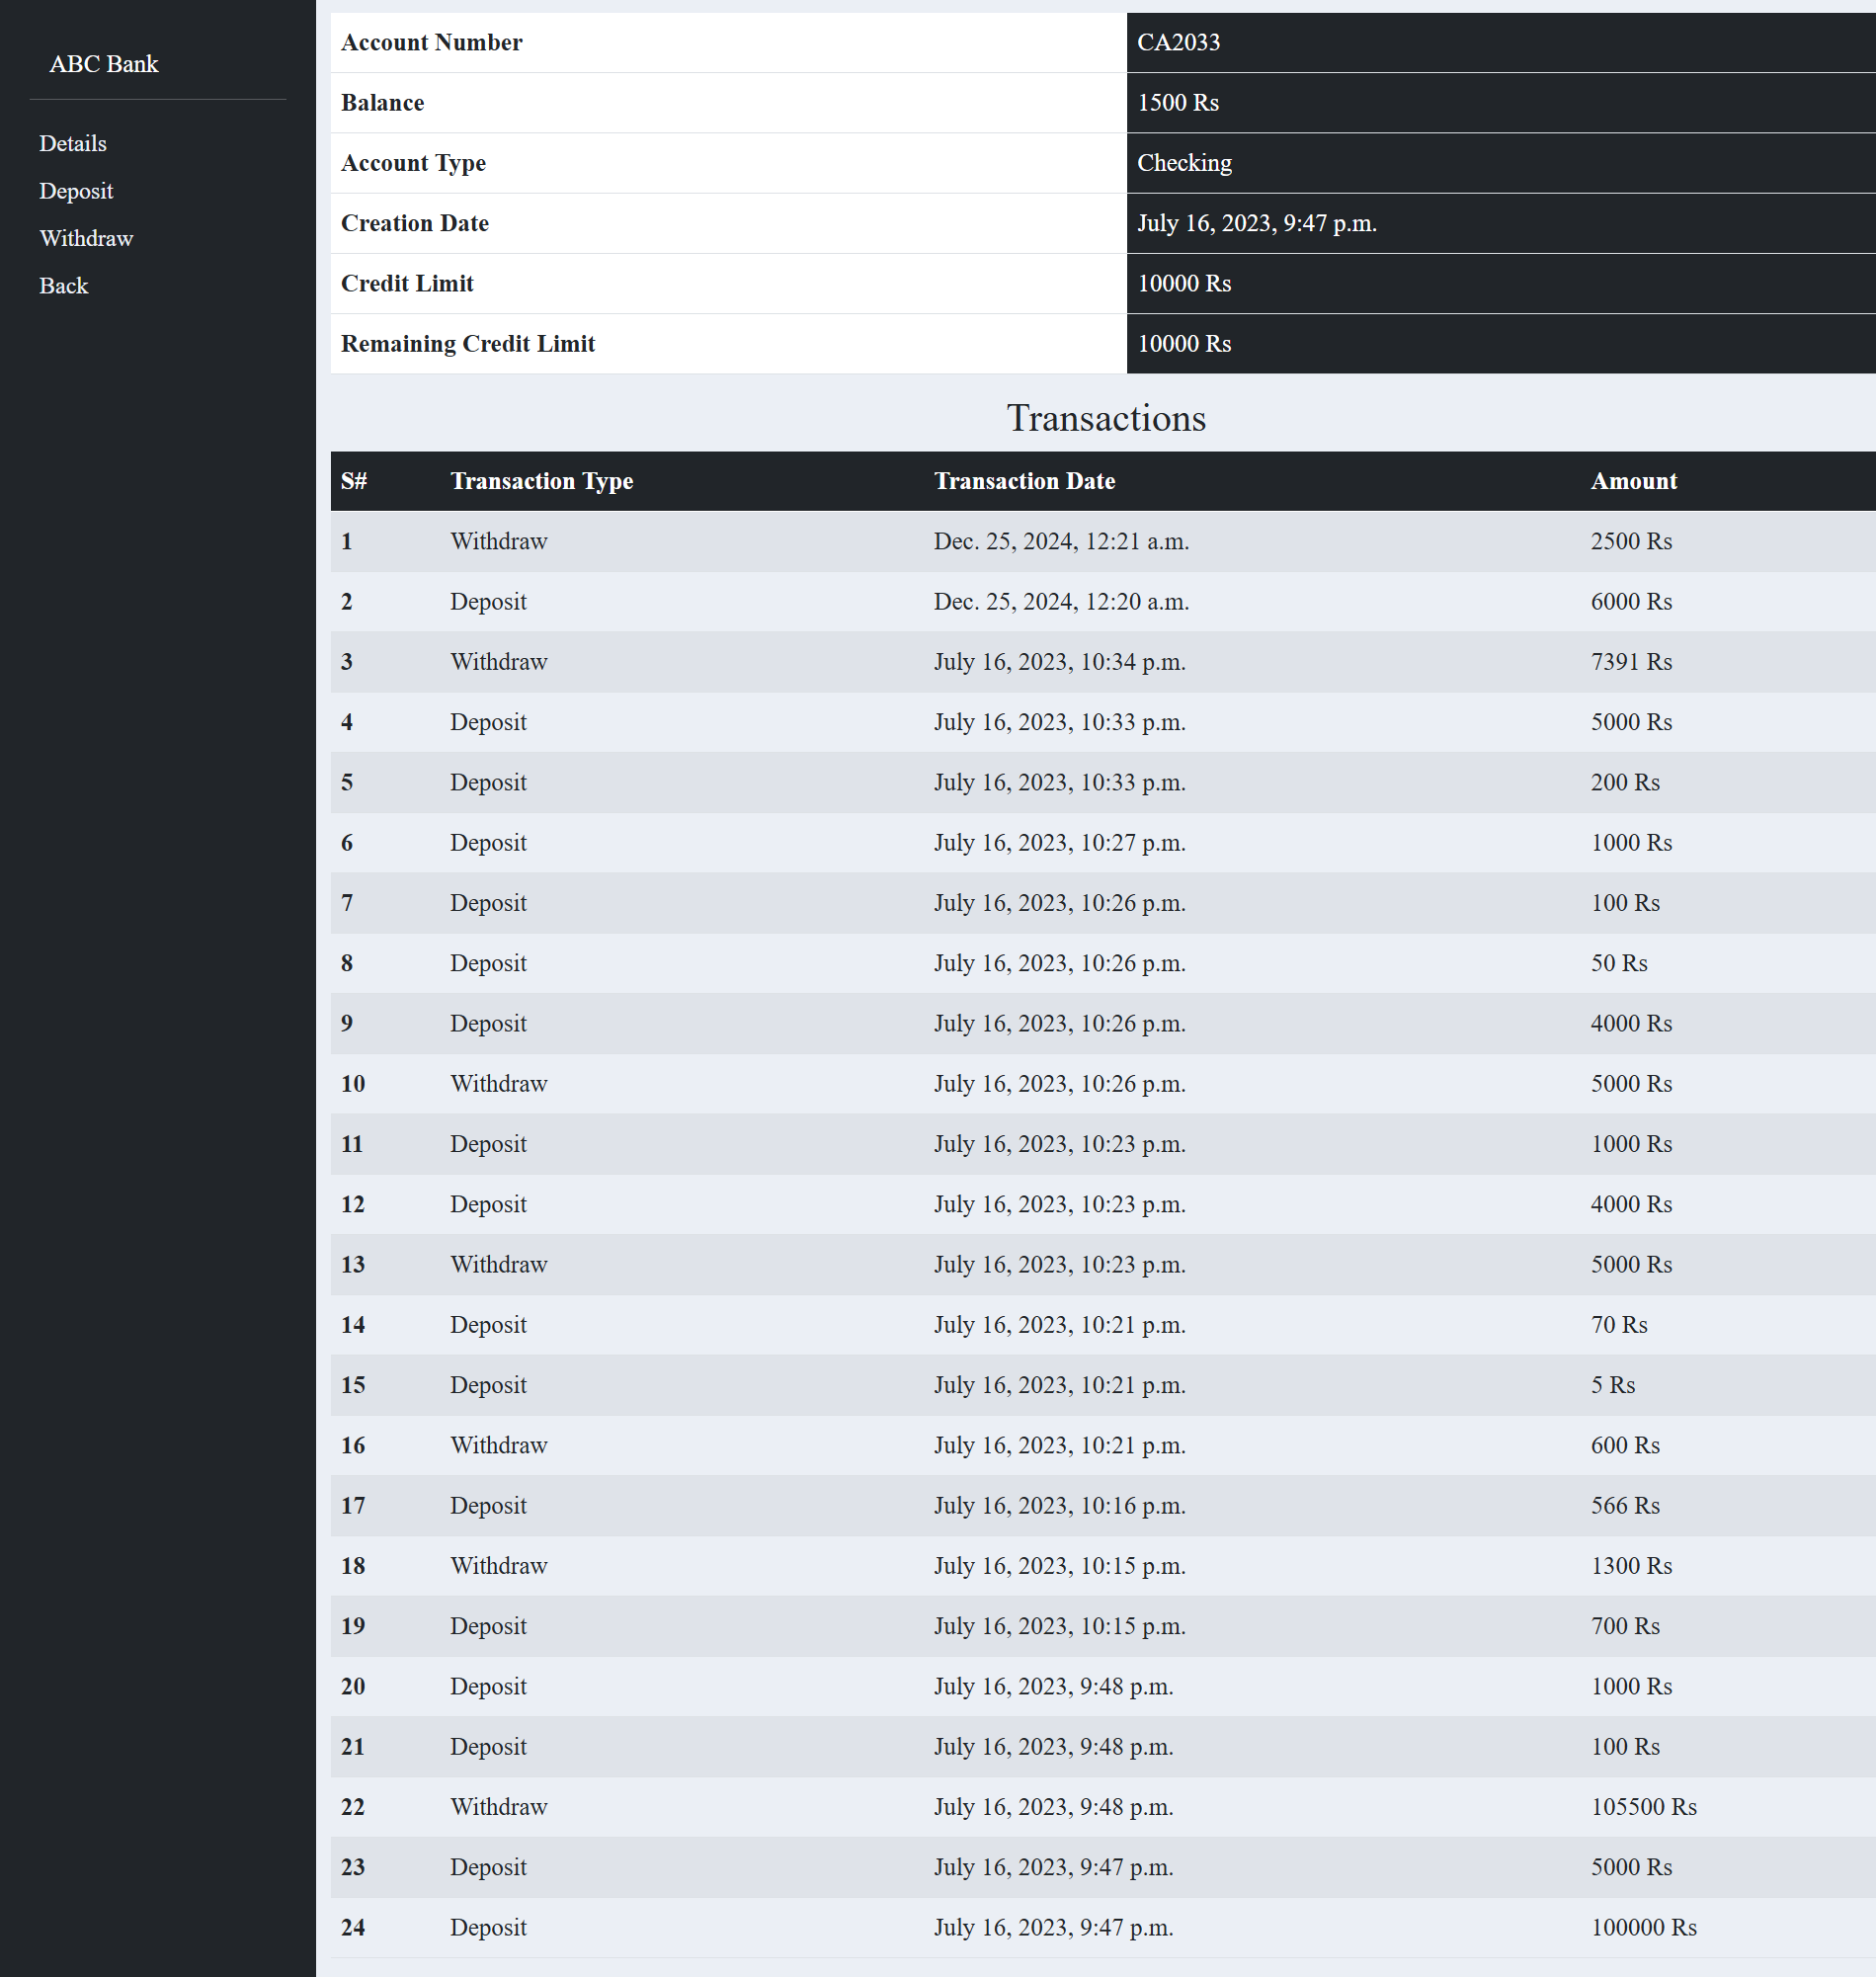 ABC Bank
Details
Deposit
Withdraw
Back
Account Number CA2033
Balance 1500 Rs
Account Type Checking
Creation Date July 16, 2023, 9:47 p.m.
Credit Limit 10000 Rs
Remaining Credit Limit 10000 Rs
Transactions
S# Transaction Type Transaction Date Amount
1 Withdraw Dec. 25, 2024, 12:21 a.m. 2500 Rs
2 Deposit Dec. 25, 2024, 12:20 a.m. 6000 Rs
3 Withdraw July 16, 2023, 10:34 p.m. 7391 Rs
4 Deposit July 16, 2023, 10:33 p.m. 5000 Rs
5 Deposit July 16, 2023, 10:33 p.m. 200 Rs
6 Deposit July 16, 2023, 10:27 p.m. 1000 Rs
7 Deposit July 16, 2023, 10:26 p.m. 100 Rs
8 Deposit July 16, 2023, 10:26 p.m. 50 Rs
9 Deposit July 16, 2023, 10:26 p.m. 4000 Rs
10 Withdraw July 16, 2023, 10:26 p.m. 5000 Rs
11 Deposit July 16, 2023, 10:23 p.m. 1000 Rs
12 Deposit July 16, 2023, 10:23 p.m. 4000 Rs
13 Withdraw July 16, 2023, 10:23 p.m. 5000 Rs
14 Deposit July 16, 2023, 10:21 p.m. 70 Rs
15 Deposit July 16, 2023, 10:21 p.m. 5 Rs
16 Withdraw July 16, 2023, 10:21 p.m. 600 Rs
17 Deposit July 16, 2023, 10:16 p.m. 566 Rs
18 Withdraw July 16, 2023, 10:15 p.m. 1300 Rs
19 Deposit July 16, 2023, 10:15 p.m. 700 Rs
20 Deposit July 16, 2023, 9:48 p.m. 1000 Rs
21 Deposit July 16, 2023, 9:48 p.m. 100 Rs
22 Withdraw July 16, 2023, 9:48 p.m. 105500 Rs
23 Deposit July 16, 2023, 9:47 p.m. 5000 Rs
24 Deposit July 16, 2023, 9:47 p.m. 100000 Rs